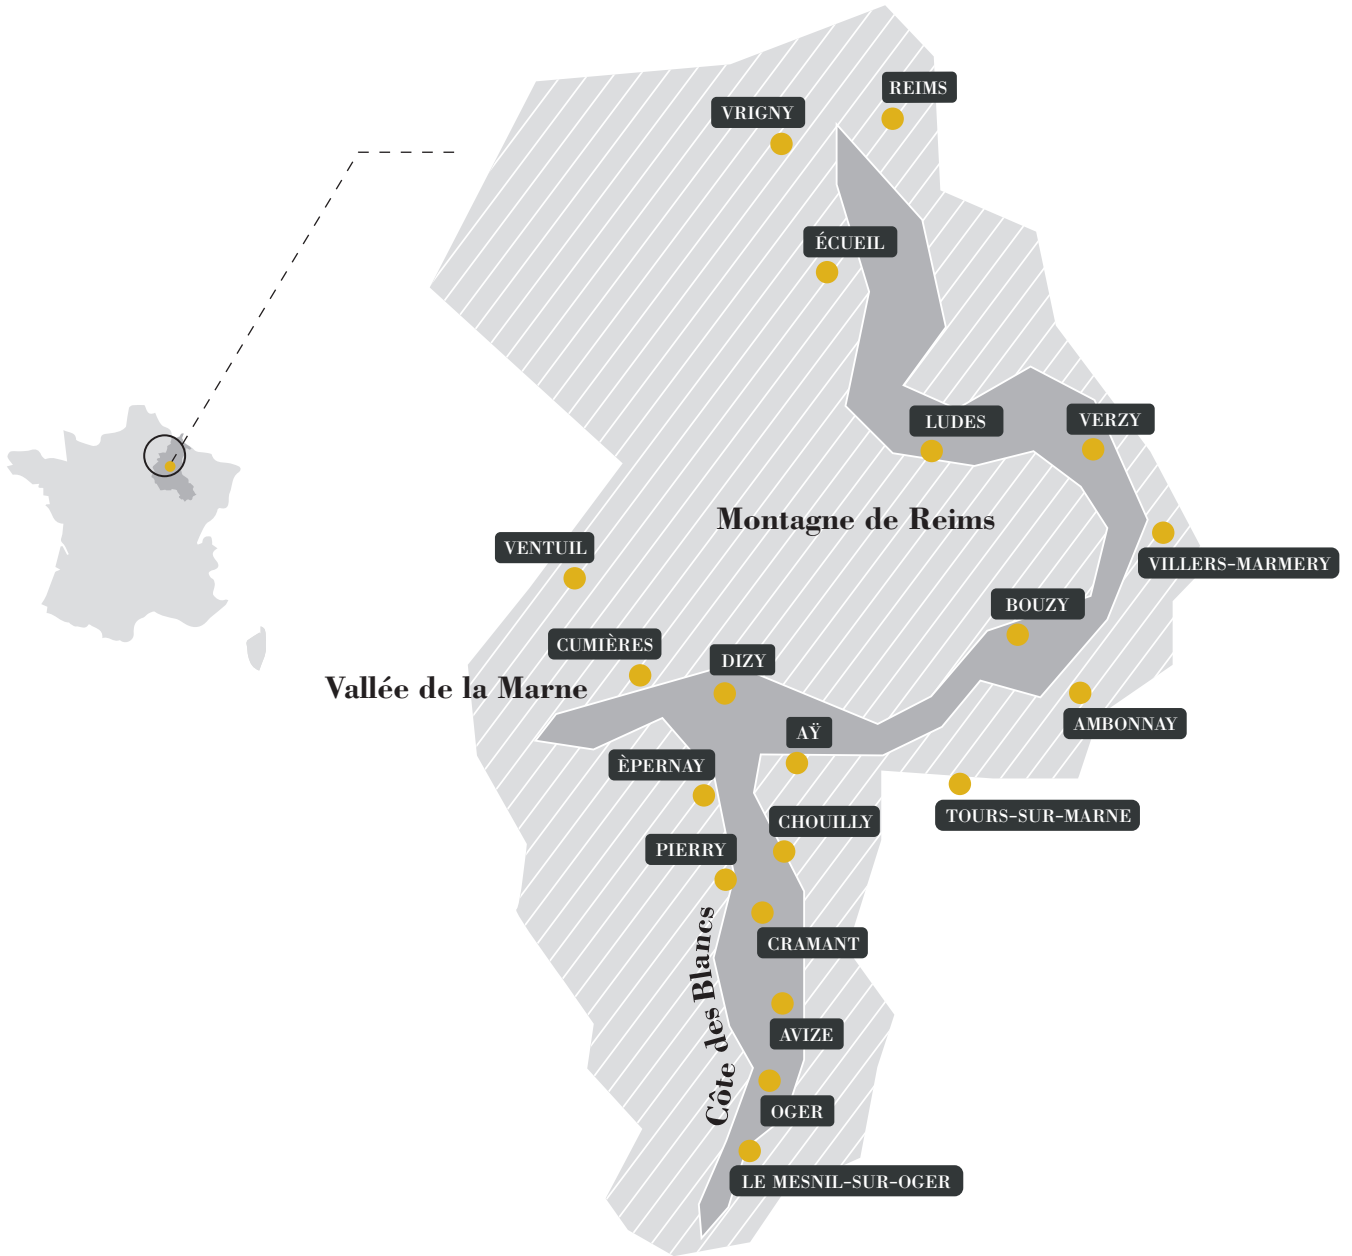 REIMS
VRIGNY
ÉCUEIL
LUDES
VERZY
Montagne de Reims
VENTUIL
VILLERS-MARMERY
BOUZY
CUMIÈRES
DIZY
Vallée de la Marne
AMBONNAY
AŸ
ÈPERNAY
TOURS-SUR-MARNE
CHOUILLY
PIERRY
CRAMANT
Côte des Blancs
AVIZE
OGER
LE MESNIL-SUR-OGER